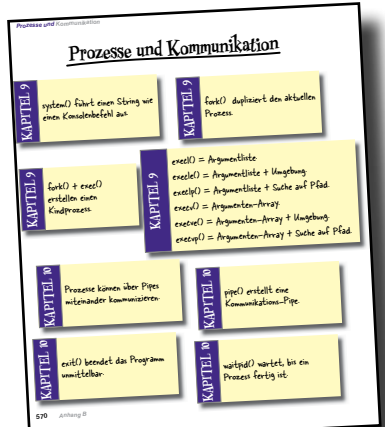 Prozesse und Kommunikation
Prozesse und Kommunikation
KAPITEL 9
system() führt einen String wie
einen Konsolenbefehl aus.
KAPITEL 9
fork() dupliziert den aktuellen
Prozess.
KAPITEL 9
fork() + exec()
erstellen einen
Kindprozess.
KAPITEL 9
execl() = Argumentliste.
execle() = Argumentliste + Umgebung.
execlp() = Argumentliste + Suche auf Pfad.
execv() = Argumenten-Array.
execve() = Argumenten-Array + Umgebung.
execvp() = Argumenten-Array + Suche auf Pfad.
KAPITEL 10
Prozesse können über Pipes
miteinander kommunizieren.
KAPITEL 10
pipe() erstellt eine
Kommunikations-Pipe.
KAPITEL 10
exit() beendet das Programm
unmittelbar.
KAPITEL 10
waitpid() wartet, bis ein
Prozess fertig ist.
570 Anhang B